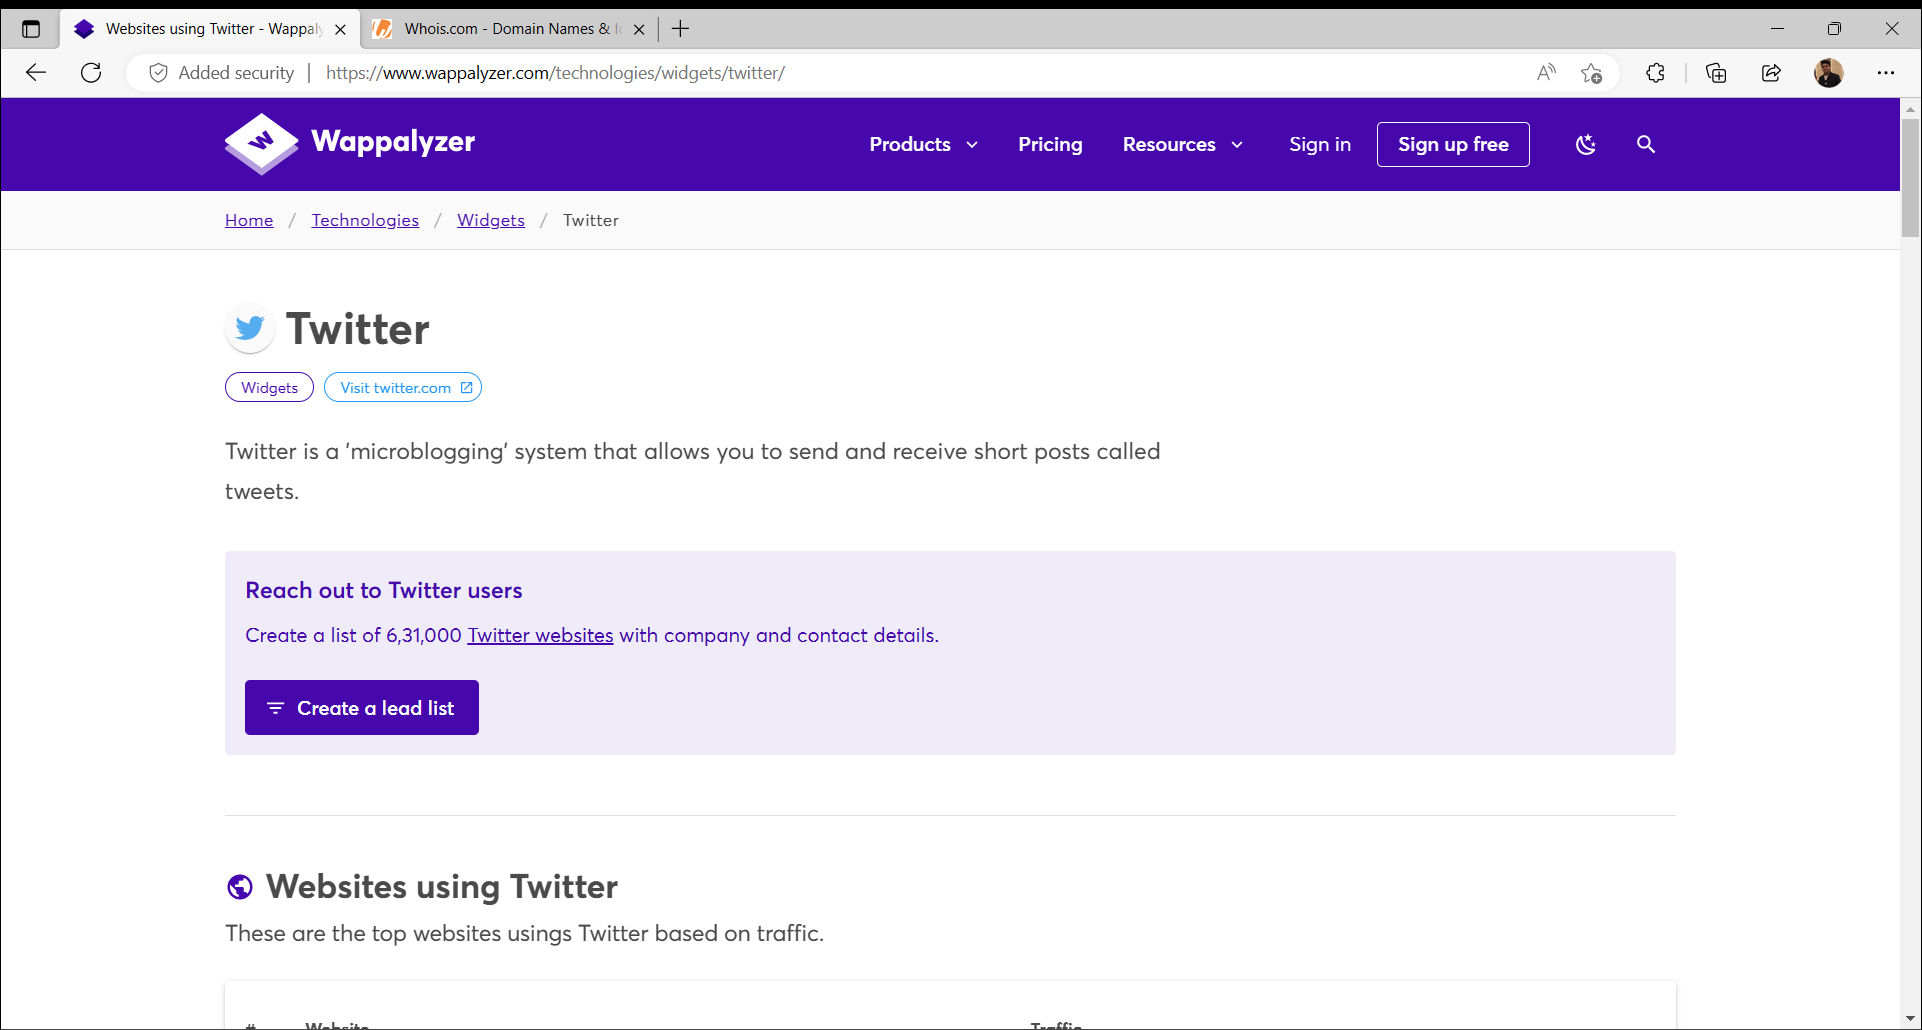 Websites using Twitter - Wappaly
Whois.com - Domain Names &
Added security
https://www.wappalyzer.com/technologies/widgets/twitter/
Wappalyzer
Products
Pricing
Resources
Sign in
Sign up free
Home / Technologies / Widgets / Twitter
Twitter
Widgets
Visit twitter.com
Twitter is a 'microblogging' system that allows you to send and receive short posts called
tweets.
Reach out to Twitter users
Create a list of 6,31,000 Twitter websites with company and contact details.
Create a lead list
Websites using Twitter
These are the top websites usings Twitter based on traffic.
# Website Traffic